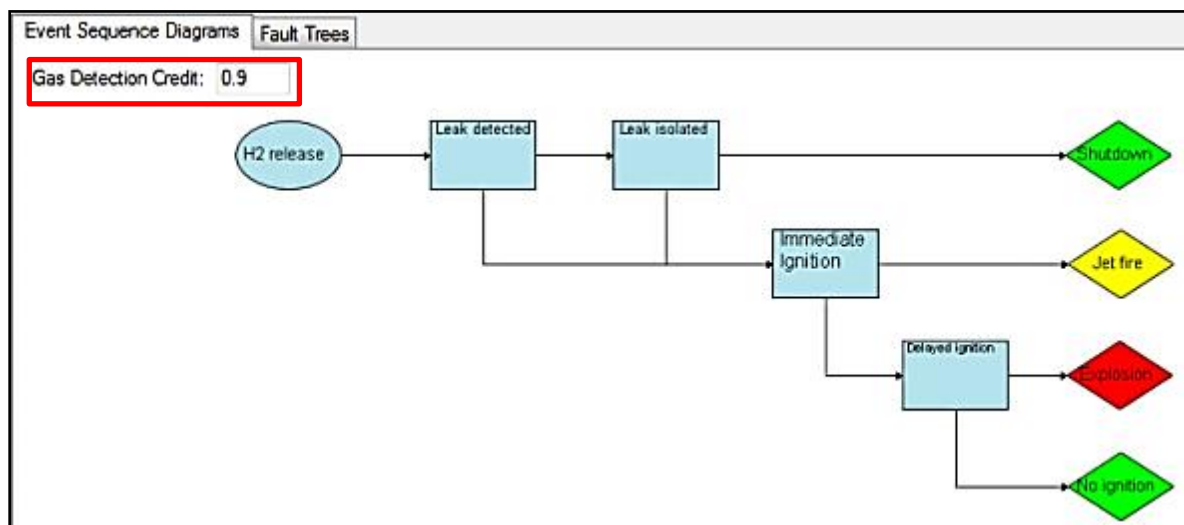 Event Sequence Diagrams
Fault Trees
Gas Detection Credit: 0.9
H2 release
Leak detected
Leak isolated
Shutdown
Immediate
Ignition
Jet fire
Delayed ignition
Explosion
No ignition